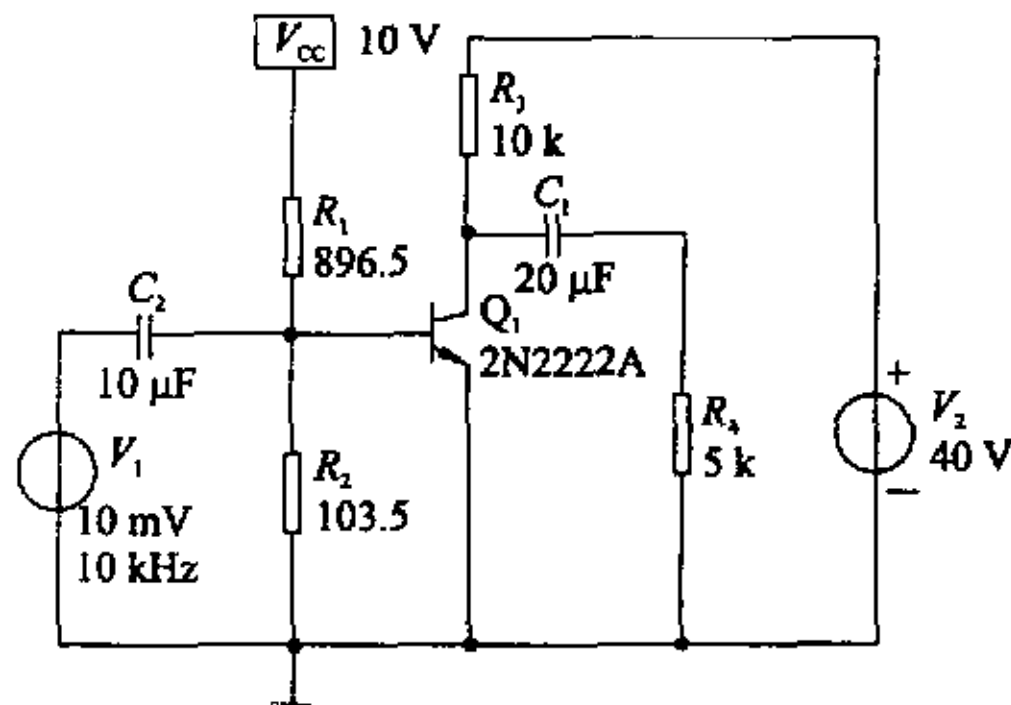 V_CC 10 V
R_3
10 k
C_1
20 μF
R_1
896.5
C_2
10 μF
Q_1
2N2222A
R_4
5 k
+
V_2
40 V
−
V_1
10 mV
10 kHz
R_2
103.5